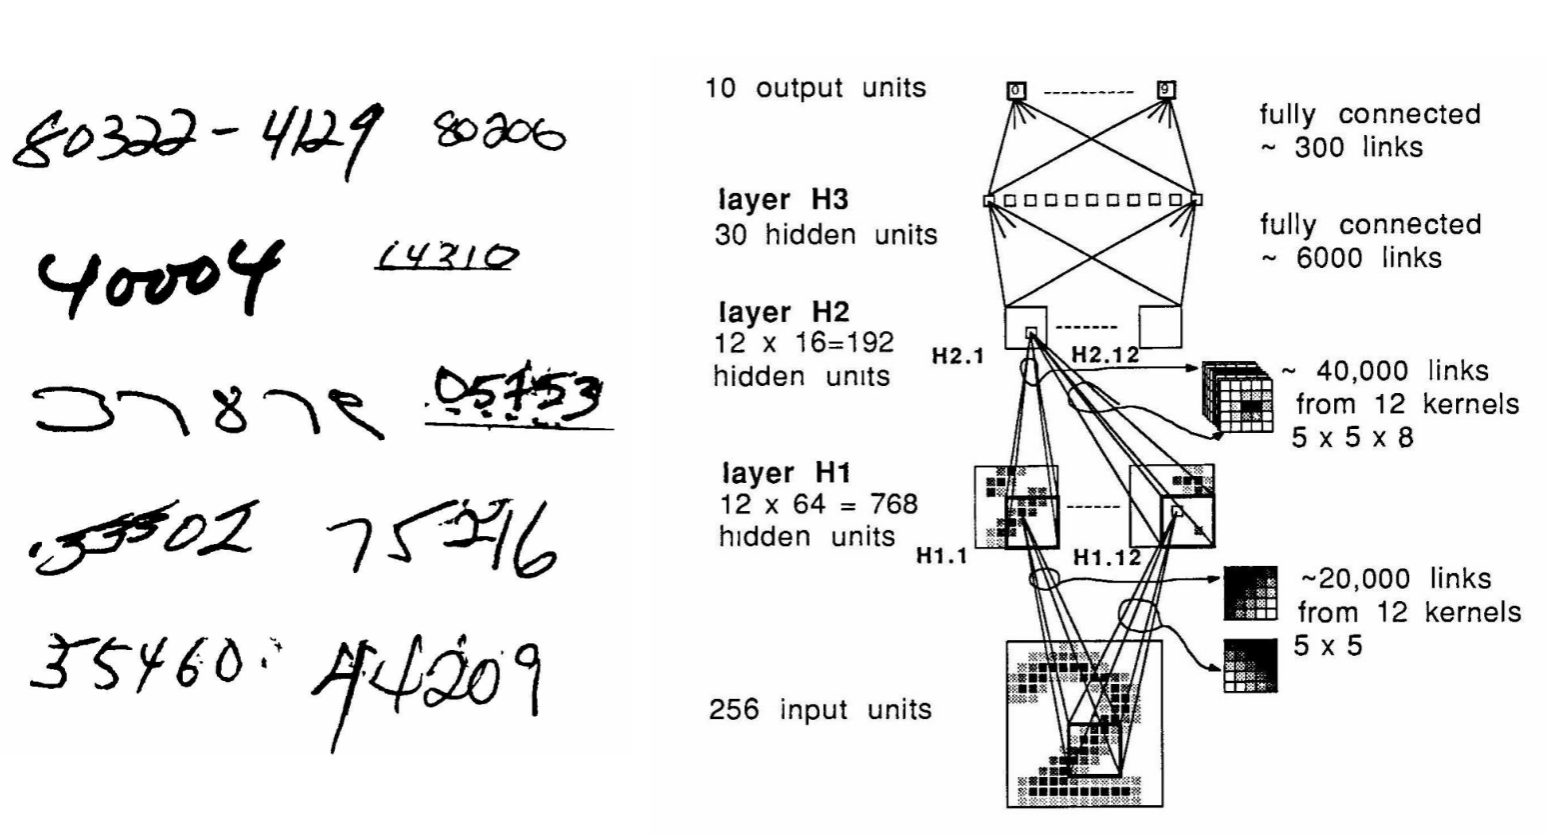 80322-4129 80206
40004 14310
37878 05753
33502 75216
35460 44209
10 output units
0 9
fully connected
~ 300 links
layer H3
30 hidden units
fully connected
~ 6000 links
layer H2
12 x 16=192
hidden units
H2.1 H2.12
~ 40,000 links
from 12 kernels
5 x 5 x 8
layer H1
12 x 64 = 768
hidden units
H1.1 H1.12
~20,000 links
from 12 kernels
5 x 5
256 input units